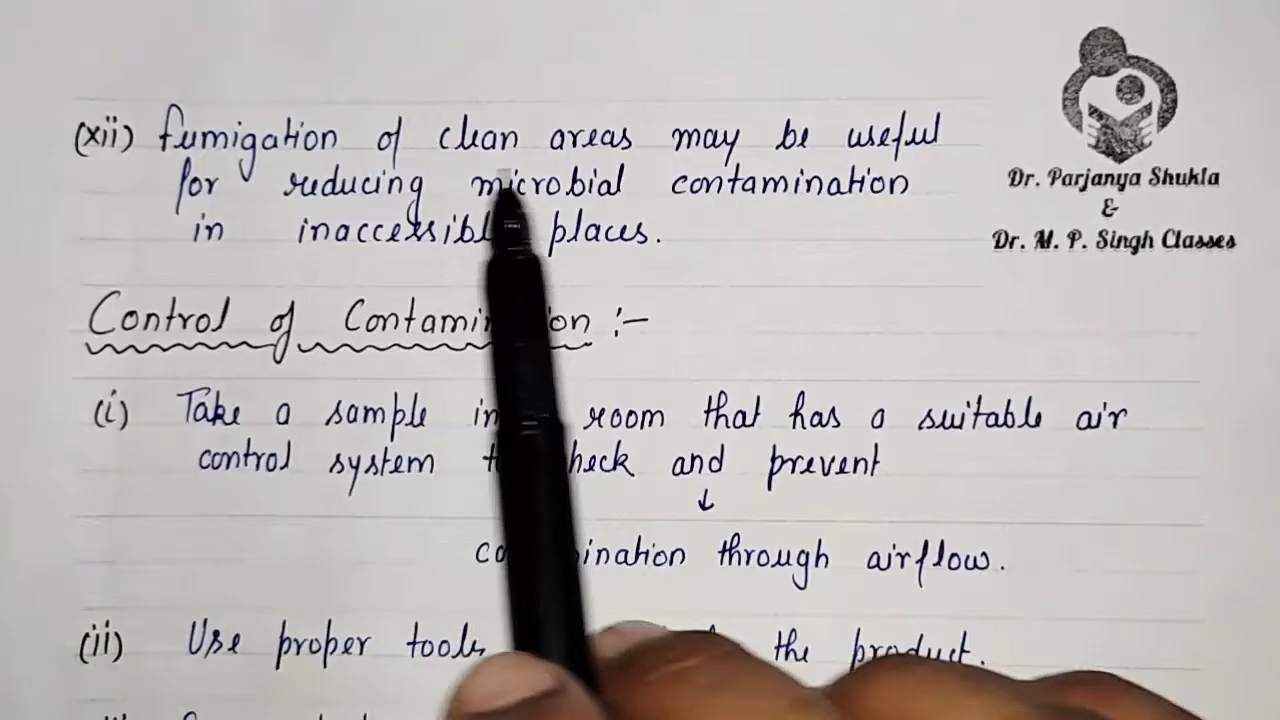 (xii) fumigation of clean areas may be useful
for reducing microbial contamination
in inaccessible places.
Dr. Parjanya Shukla
&
Dr. M. P. Singh Classes
Control of Contamination :-
(i) Take a sample in room that has a suitable air
control system check and prevent
↓
through airflow.
(ii) Use proper tools the product.